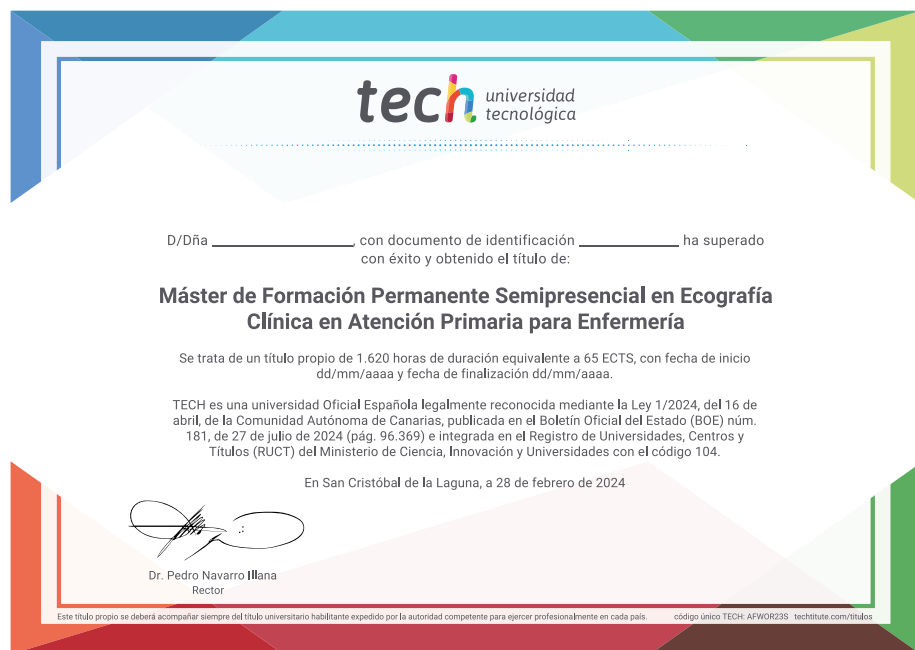 tech universidad
tecnológica
D/Dña ______________, con documento de identificación __________ ha superado
con éxito y obtenido el título de:
Máster de Formación Permanente Semipresencial en Ecografía
Clínica en Atención Primaria para Enfermería
Se trata de un título propio de 1.620 horas de duración equivalente a 65 ECTS, con fecha de inicio
dd/mm/aaaa y fecha de finalización dd/mm/aaaa.
TECH es una universidad Oficial Española legalmente reconocida mediante la Ley 1/2024, del 16 de
abril, de la Comunidad Autónoma de Canarias, publicada en el Boletín Oficial del Estado (BOE) núm.
181, de 27 de julio de 2024 (pág. 96.369) e integrada en el Registro de Universidades, Centros y
Títulos (RUCT) del Ministerio de Ciencia, Innovación y Universidades con el código 104.
En San Cristóbal de la Laguna, a 28 de febrero de 2024
Dr. Pedro Navarro Illana
Rector
Este título propio se deberá acompañar siempre del título universitario habilitante expedido por la autoridad competente para ejercer profesionalmente en cada país. código único TECH: AFWOR23S techtitute.com/titulos